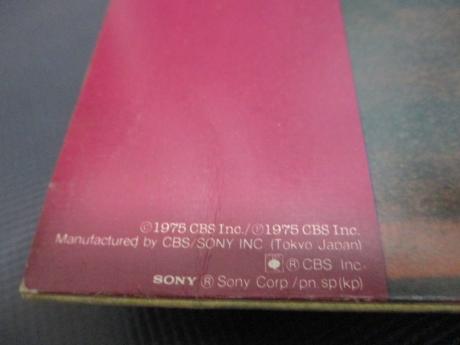 ©1975 CBS Inc./℗1975 CBS Inc.
Manufactured by CBS/SONY INC (Tokyo Japan)
® CBS Inc.
SONY ® Sony Corp /pn.sp(kp)